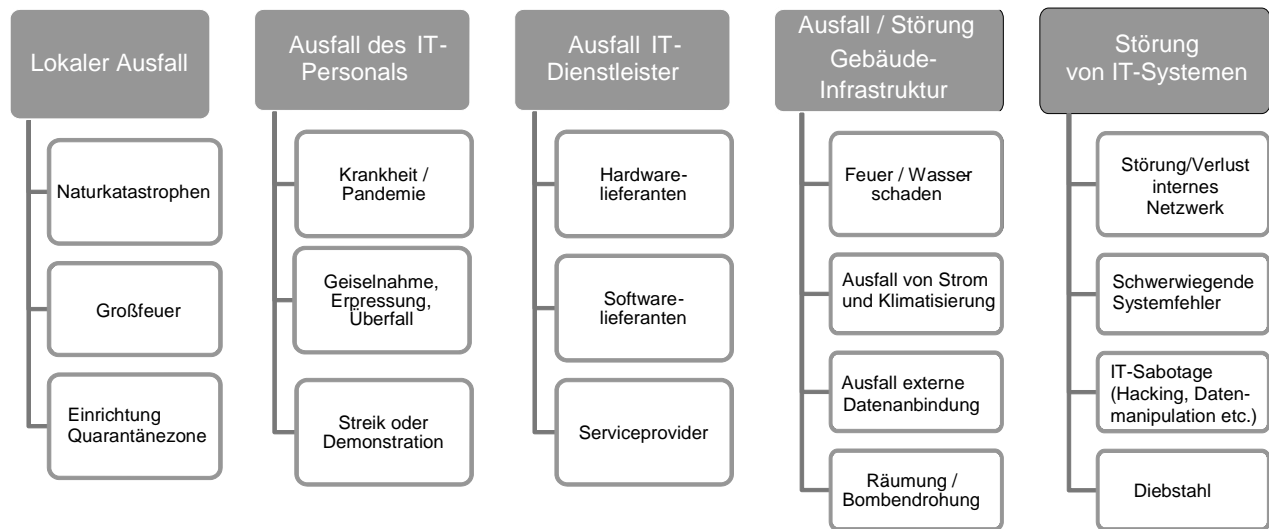 Lokaler Ausfall
Naturkatastrophen
Großfeuer
Einrichtung
Quarantänezone
Ausfall des IT-
Personals
Krankheit /
Pandemie
Geiselnahme,
Erpressung,
Überfall
Streik oder
Demonstration
Ausfall IT-
Dienstleister
Hardware-
lieferanten
Software-
lieferanten
Serviceprovider
Ausfall / Störung
Gebäude-
Infrastruktur
Feuer / Wasser
schaden
Ausfall von Strom
und Klimatisierung
Ausfall externe
Datenanbindung
Räumung /
Bombendrohung
Störung
von IT-Systemen
Störung/Verlust
internes
Netzwerk
Schwerwiegende
Systemfehler
IT-Sabotage
(Hacking, Daten-
manipulation etc.)
Diebstahl